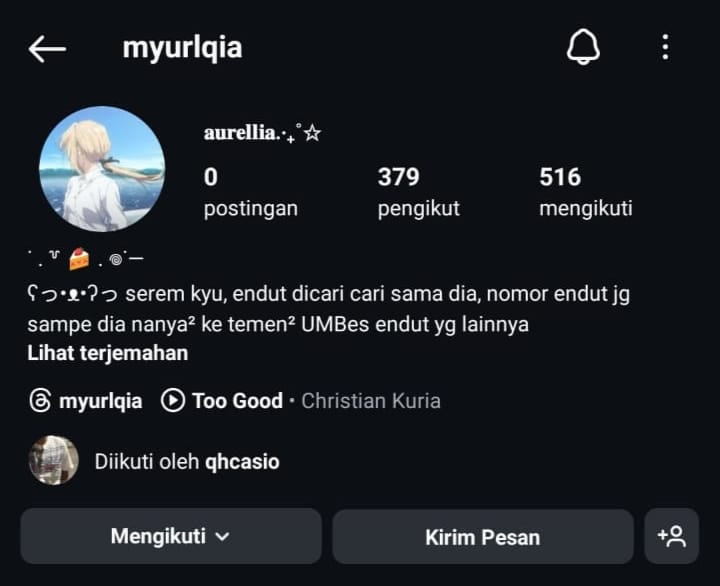 myurlqia
aurellia.·˖˚☆
0 379 516
postingan pengikut mengikuti
˙ . ꒷ 🍰 . 𖦹˙—
ʕっ•ᴥ•ʔっ serem kyu, endut dicari cari sama dia, nomor endut jg
sampe dia nanya² ke temen² UMBes endut yg lainnya
Lihat terjemahan
myurlqia Too Good • Christian Kuria
Diikuti oleh qhcasio
Mengikuti Kirim Pesan